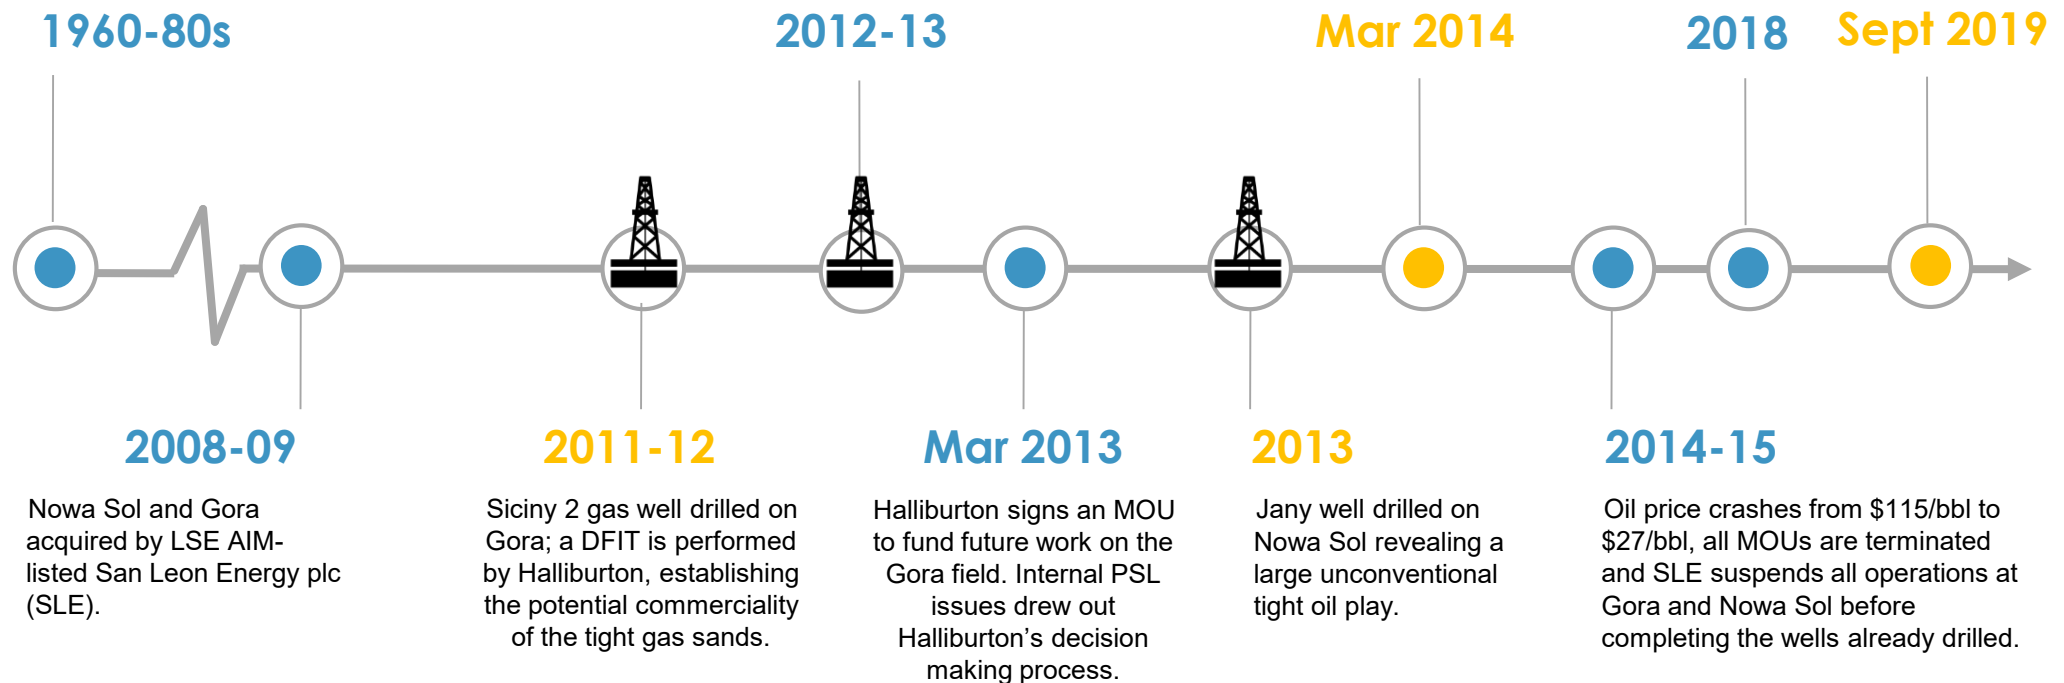 1960-80s
2012-13
Mar 2014
2018
Sept 2019
2008-09
Nowa Sol and Gora
acquired by LSE AIM-
listed San Leon Energy plc
(SLE).
2011-12
Siciny 2 gas well drilled on
Gora; a DFIT is performed
by Halliburton, establishing
the potential commerciality
of the tight gas sands.
Mar 2013
Halliburton signs an MOU
to fund future work on the
Gora field. Internal PSL
issues drew out
Halliburton’s decision
making process.
2013
Jany well drilled on
Nowa Sol revealing a
large unconventional
tight oil play.
2014-15
Oil price crashes from $115/bbl to
$27/bbl, all MOUs are terminated
and SLE suspends all operations at
Gora and Nowa Sol before
completing the wells already drilled.